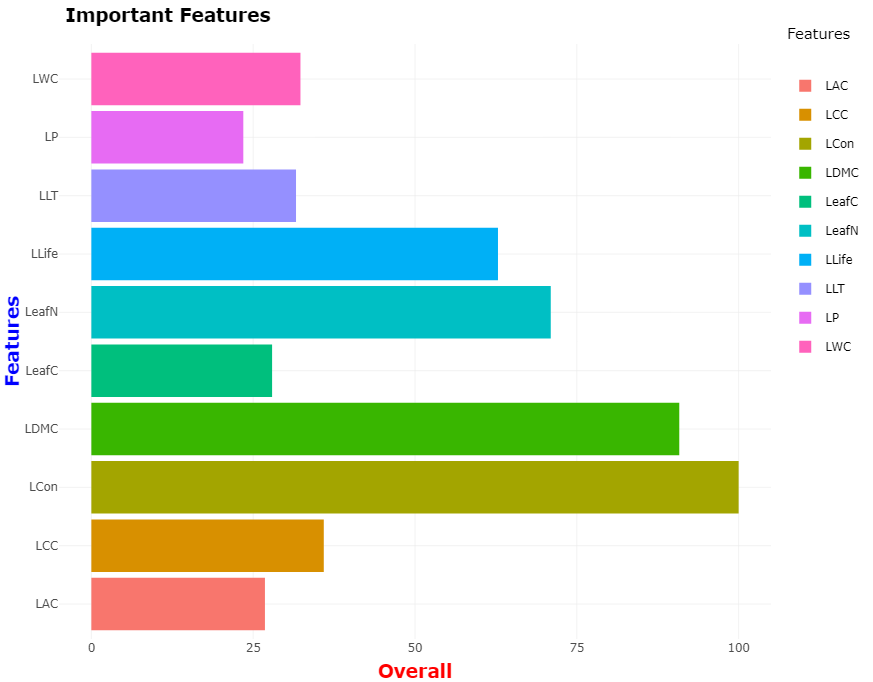 Important Features
Features
LWC
LP
LLT
LLife
LeafN
LeafC
LDMC
LCon
LCC
LAC
0 25 50 75 100
Overall
Features
LAC
LCC
LCon
LDMC
LeafC
LeafN
LLife
LLT
LP
LWC